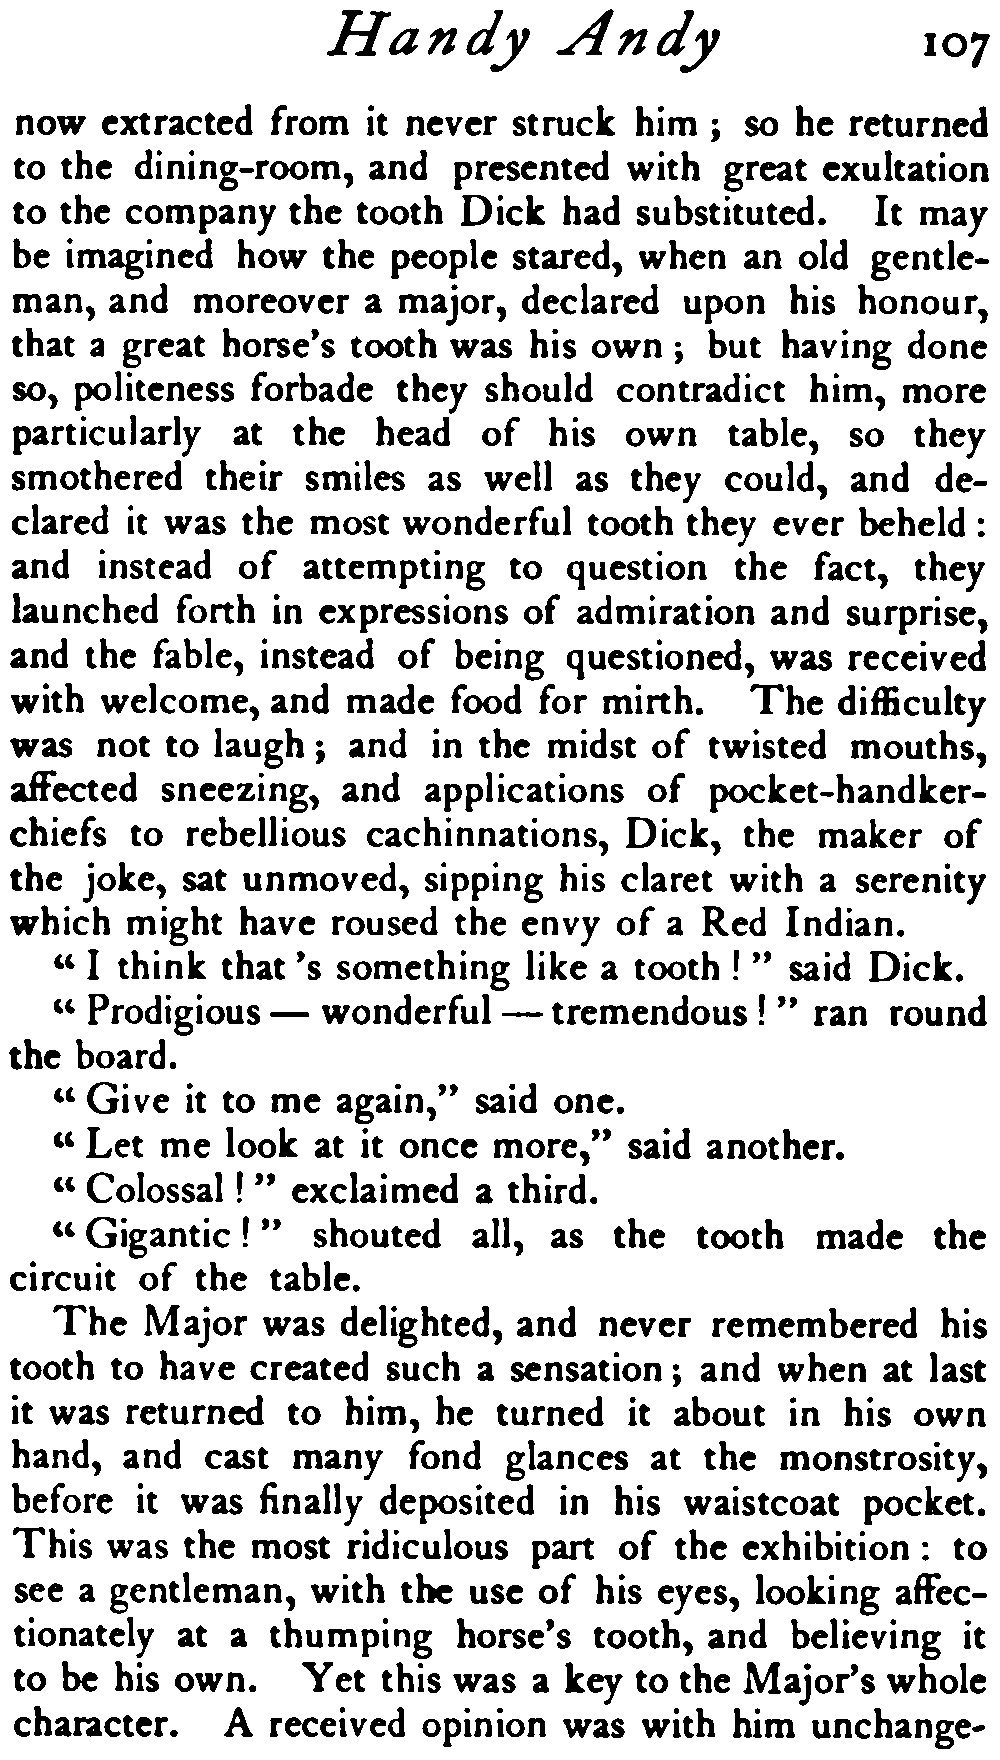 Handy Andy 107
now extracted from it never struck him ; so he returned
to the dining-room, and presented with great exultation
to the company the tooth Dick had substituted. It may
be imagined how the people stared, when an old gentle-
man, and moreover a major, declared upon his honour,
that a great horse's tooth was his own ; but having done
so, politeness forbade they should contradict him, more
particularly at the head of his own table, so they
smothered their smiles as well as they could, and de-
clared it was the most wonderful tooth they ever beheld :
and instead of attempting to question the fact, they
launched forth in expressions of admiration and surprise,
and the fable, instead of being questioned, was received
with welcome, and made food for mirth. The difficulty
was not to laugh ; and in the midst of twisted mouths,
affected sneezing, and applications of pocket-handker-
chiefs to rebellious cachinnations, Dick, the maker of
the joke, sat unmoved, sipping his claret with a serenity
which might have roused the envy of a Red Indian.
“ I think that 's something like a tooth ! ” said Dick.
“ Prodigious — wonderful — tremendous ! ” ran round
the board.
“ Give it to me again,” said one.
“ Let me look at it once more,” said another.
“ Colossal ! ” exclaimed a third.
“ Gigantic ! ” shouted all, as the tooth made the
circuit of the table.
The Major was delighted, and never remembered his
tooth to have created such a sensation ; and when at last
it was returned to him, he turned it about in his own
hand, and cast many fond glances at the monstrosity,
before it was finally deposited in his waistcoat pocket.
This was the most ridiculous part of the exhibition : to
see a gentleman, with the use of his eyes, looking affec-
tionately at a thumping horse's tooth, and believing it
to be his own. Yet this was a key to the Major's whole
character. A received opinion was with him unchange-